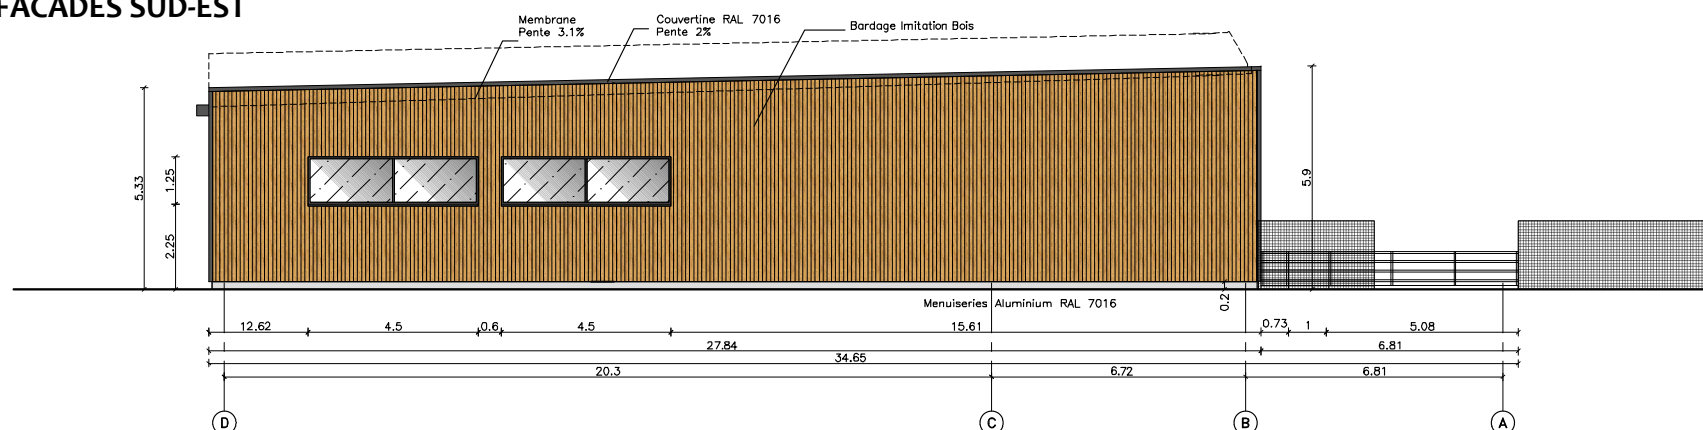 FAÇADES SUD-EST
Membrane
Pente 3.1%
Couvertine RAL 7016
Pente 2%
Bardage Imitation Bois
5.33
1.25
2.25
5.9
0.2
Menuiseries Aluminium RAL 7016
12.62 4.5 0.6 4.5 15.61 0.73 1 5.08
27.84 6.81
34.65
20.3 6.72 6.81
D C B A